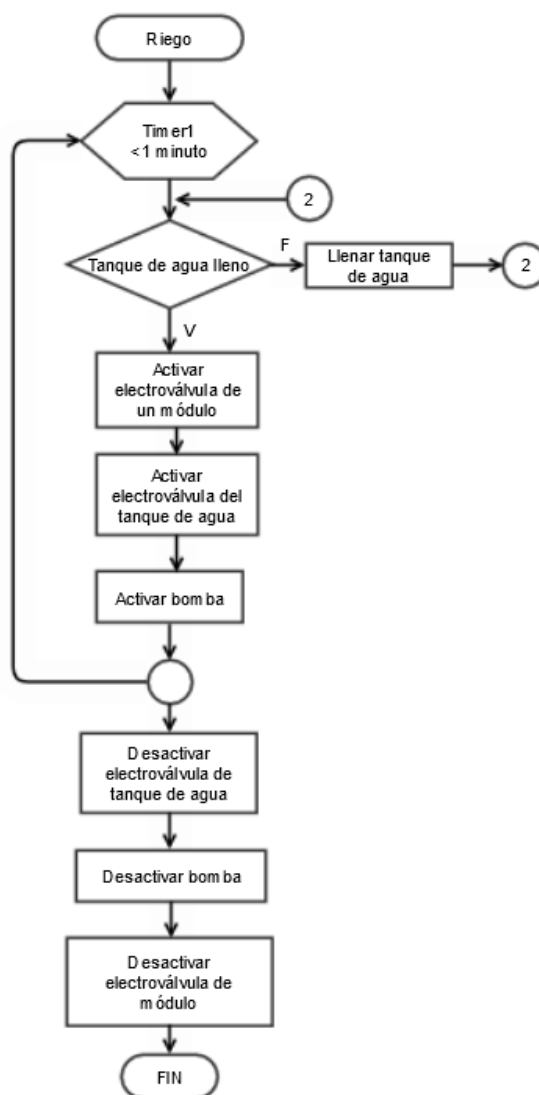 Riego
Timer1
<1 minuto
2
Tanque de agua lleno
F
Llenar tanque
de agua
2
V
Activar
electroválvula de
un módulo
Activar
electroválvula del
tanque de agua
Activar bomba
Desactivar
electroválvula de
tanque de agua
Desactivar bomba
Desactivar
electroválvula de
módulo
FIN